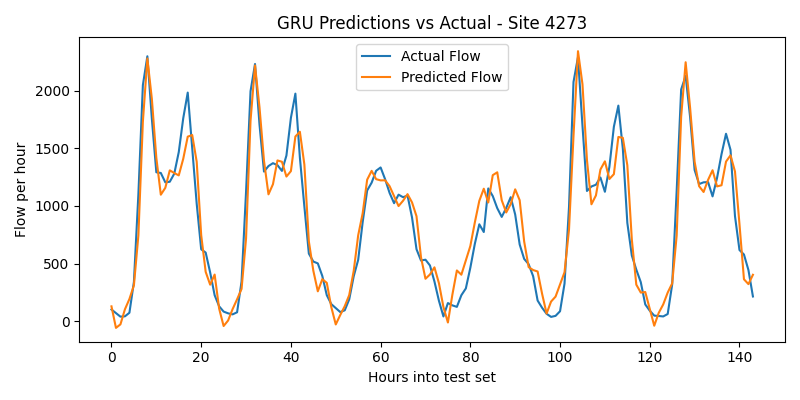 GRU Predictions vs Actual - Site 4273
Actual Flow
Predicted Flow
Flow per hour
2000
1500
1000
500
0
0 20 40 60 80 100 120 140
Hours into test set